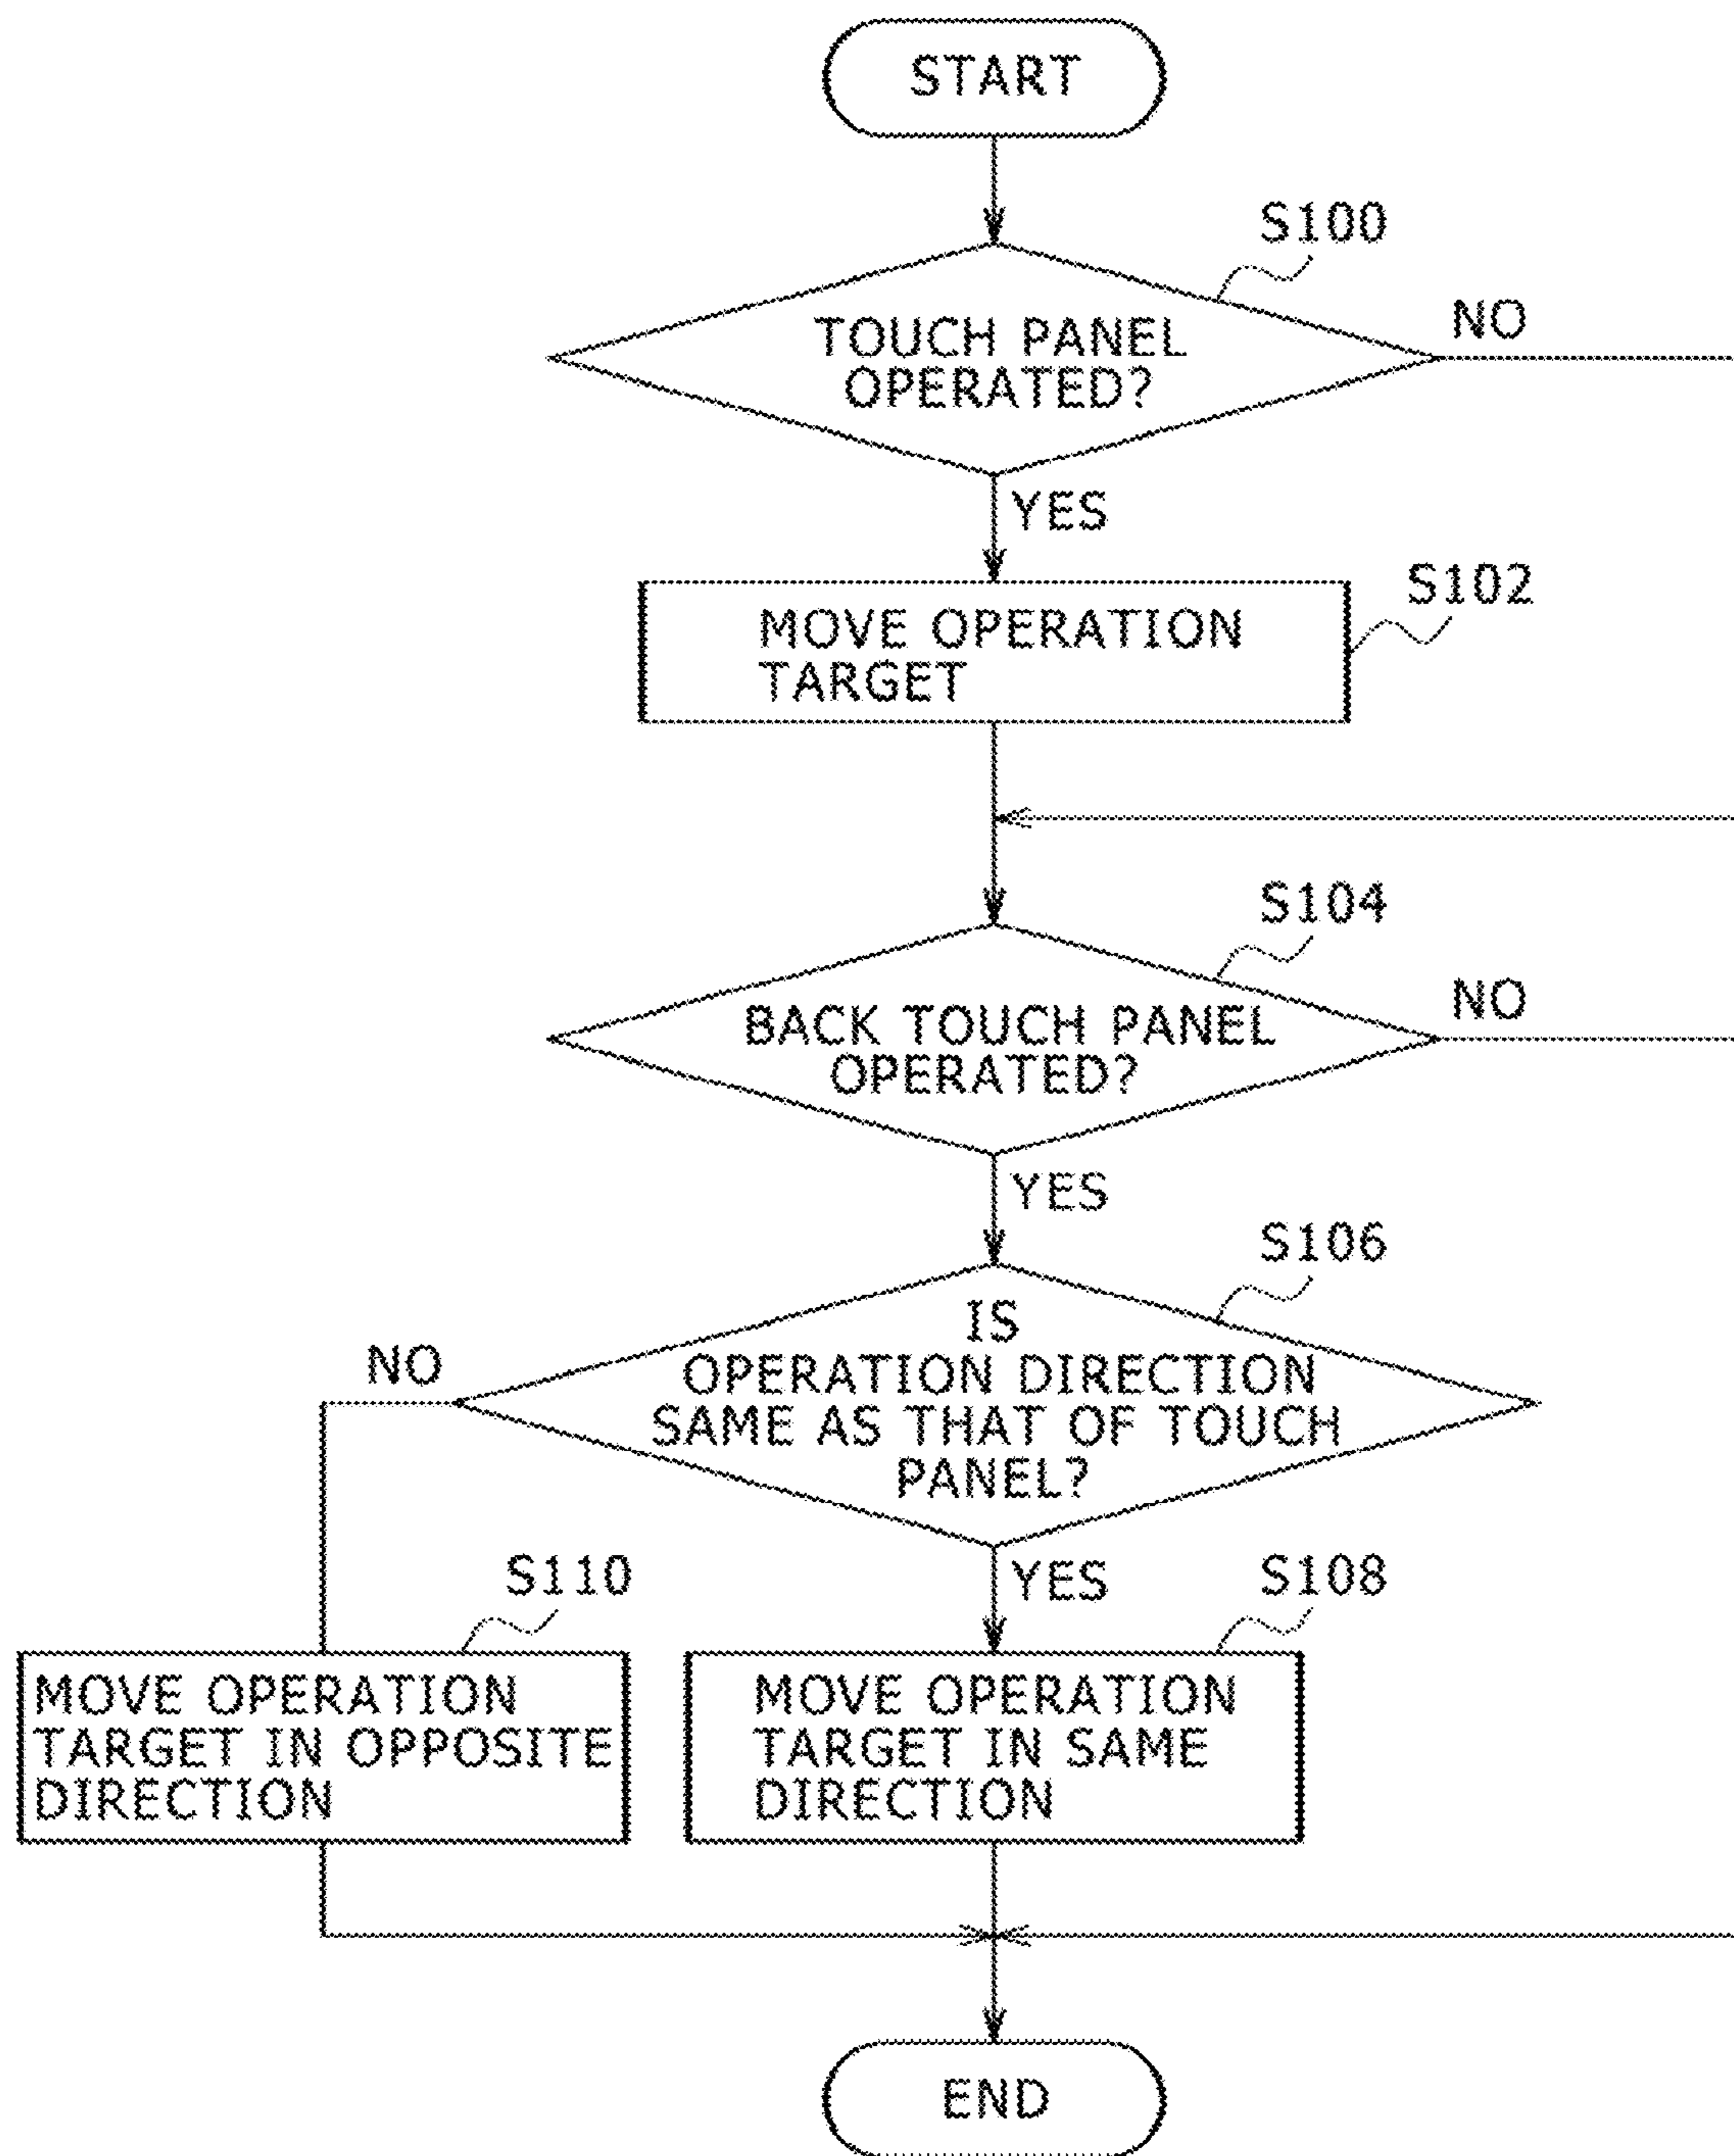 START
S100
TOUCH PANEL
OPERATED?
NO
YES
S102
MOVE OPERATION
TARGET
S104
BACK TOUCH PANEL
OPERATED?
NO
YES
S106
IS
OPERATION DIRECTION
SAME AS THAT OF TOUCH
PANEL?
NO
YES
S110
MOVE OPERATION
TARGET IN OPPOSITE
DIRECTION
S108
MOVE OPERATION
TARGET IN SAME
DIRECTION
END